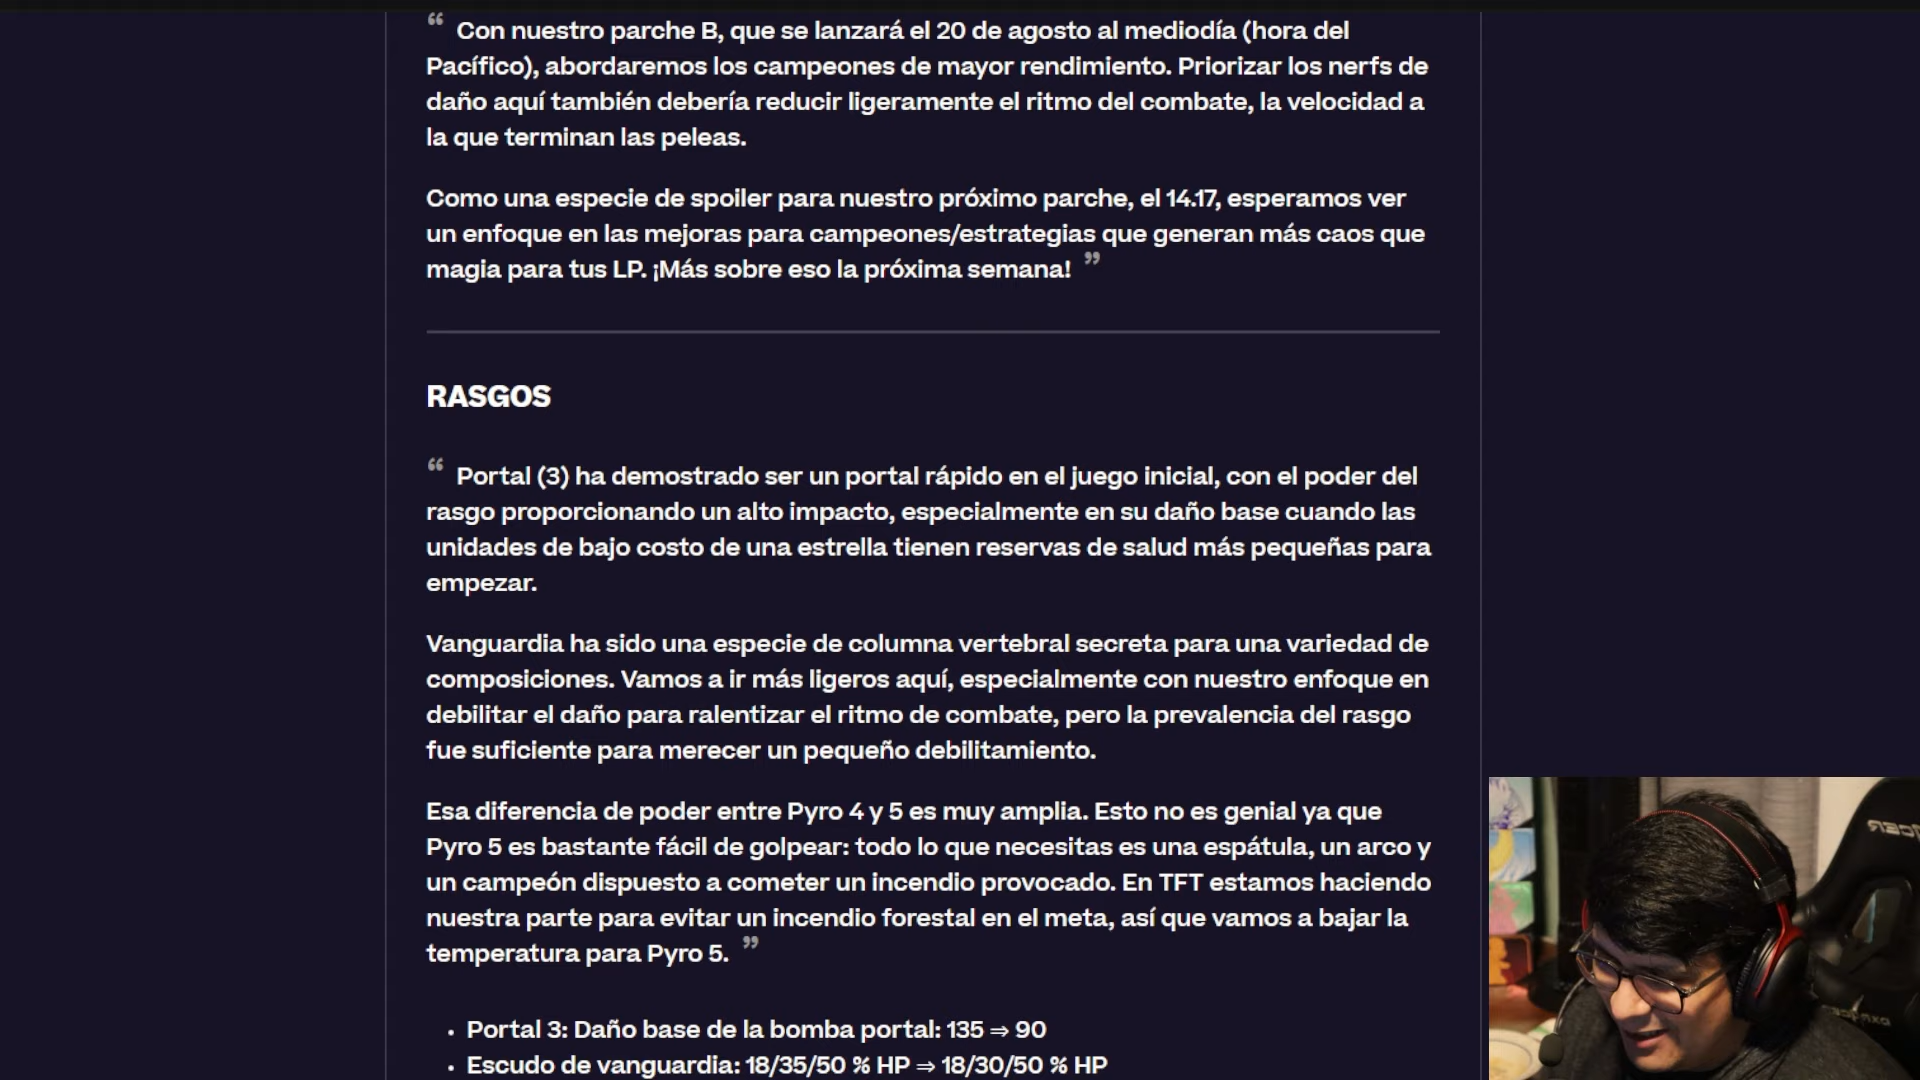 “ Con nuestro parche B, que se lanzará el 20 de agosto al mediodía (hora del
Pacífico), abordaremos los campeones de mayor rendimiento. Priorizar los nerfs de
daño aquí también debería reducir ligeramente el ritmo del combate, la velocidad a
la que terminan las peleas.
Como una especie de spoiler para nuestro próximo parche, el 14.17, esperamos ver
un enfoque en las mejoras para campeones/estrategias que generan más caos que
magia para tus LP. ¡Más sobre eso la próxima semana! ”
RASGOS
“ Portal (3) ha demostrado ser un portal rápido en el juego inicial, con el poder del
rasgo proporcionando un alto impacto, especialmente en su daño base cuando las
unidades de bajo costo de una estrella tienen reservas de salud más pequeñas para
empezar.
Vanguardia ha sido una especie de columna vertebral secreta para una variedad de
composiciones. Vamos a ir más ligeros aquí, especialmente con nuestro enfoque en
debilitar el daño para ralentizar el ritmo de combate, pero la prevalencia del rasgo
fue suficiente para merecer un pequeño debilitamiento.
Esa diferencia de poder entre Pyro 4 y 5 es muy amplia. Esto no es genial ya que
Pyro 5 es bastante fácil de golpear: todo lo que necesitas es una espátula, un arco y
un campeón dispuesto a cometer un incendio provocado. En TFT estamos haciendo
nuestra parte para evitar un incendio forestal en el meta, así que vamos a bajar la
temperatura para Pyro 5. ”
• Portal 3: Daño base de la bomba portal: 135 ⇒ 90
• Escudo de vanguardia: 18/35/50 % HP ⇒ 18/30/50 % HP